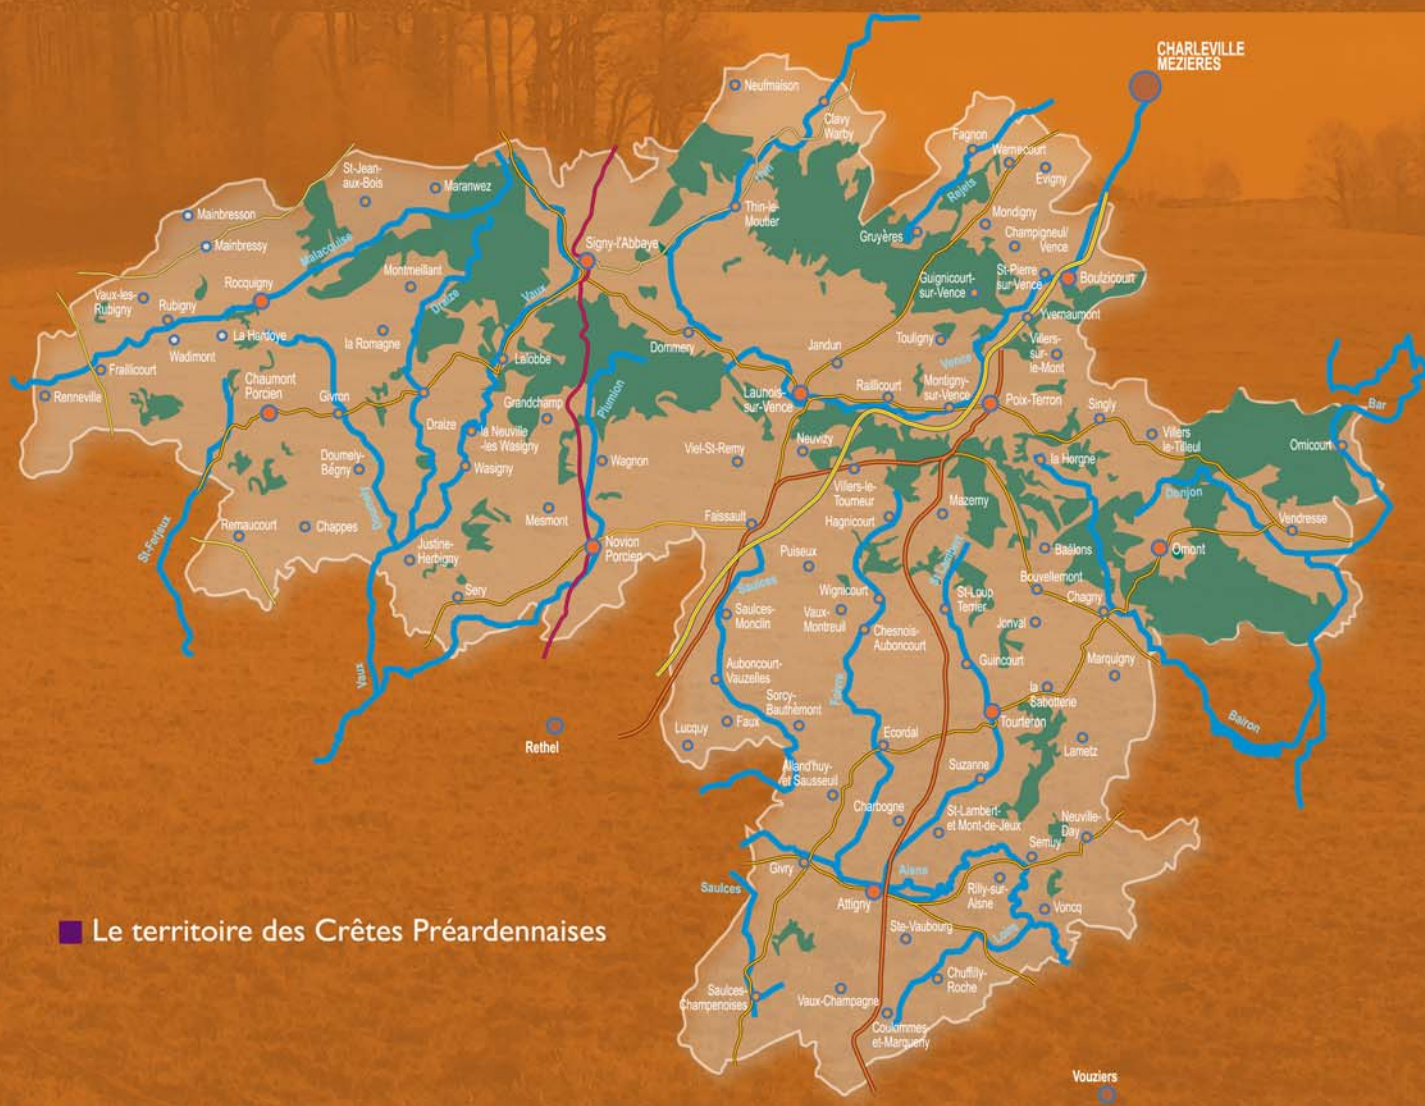 CHARLEVILLE
MEZIERES
Neufmaison
Clavy
Warby
Fagnon
Warnecourt
Evigny
St-Jean-
aux-Bois
Maranwez
Thin
Rejets
Mainbresson
Thin-le-
Moutier
Mondigny
Gruyères
Champigneul/
Vence
Mainbressy
Malacquise
Signy-l'Abbaye
Montmeillant
Guignicourt-
sur-Vence
St-Pierre
sur-Vence
Boulzicourt
Rocquigny
Vaux-les-
Rubigny
Rubigny
Draize
Vaux
Yvernaumont
La Hardoye
la Romagne
Dommery
Jandun
Touligny
Villers-
sur-
le-Mont
Wadimont
Lalobbe
Vence
Fraillicourt
Renneville
Chaumont
Porcien
Givron
Grandchamp
Plumion
Launois-
sur-Vence
Raillicourt
Montigny-
sur-Vence
Poix-Terron
Singly
Bar
Draize
la Neuville
-les Wasigny
Viel-St-Remy
Neuvizy
Villers
le-Tilleul
Omicourt
Doumely-
Bégny
Wasigny
Wagnon
la Horgne
Villers-le-
Tourneur
Donjon
Doumely
Mesmont
Faissault
Hagnicourt
Mazerny
Vendresse
St-Ferjeux
Remaucourt
Chappes
Justine-
Herbigny
Novion
Porcien
Puiseux
St Lambert
Baâlons
Omont
Sery
Saulces
Wignicourt
Bouvellemont
Chagny
Saulces-
Monclin
Vaux-
Montreuil
St-Loup
Terrier
Jonval
Chesnois-
Auboncourt
Vaux
Auboncourt-
Vauzelles
Foivre
Guincourt
Marquigny
Sorcy-
Bauthémont
la
Sabotterie
Rethel
Lucquy
Faux
Ecordal
Tourteron
Bairon
Lametz
Alland'huy-
et Sausseuil
Suzanne
Charbogne
St-Lambert-
et Mont-de-Jeux
Neuville-
Day
Semuy
Givry
Aisne
Saulces
Attigny
Rilly-sur-
Aisne
Voncq
Le territoire des Crêtes Préardennaises
Ste-Vaubourg
Loire
Chuffilly-
Roche
Saulces-
Champenoises
Vaux-Champagne
Coulommes-
et-Marqueny
Vouziers